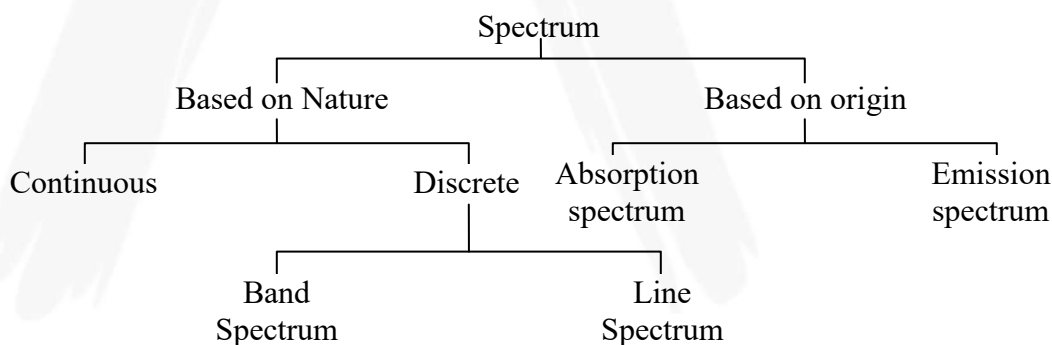 Spectrum
Based on Nature
Based on origin
Continuous
Discrete
Absorption
spectrum
Emission
spectrum
Band
Spectrum
Line
Spectrum